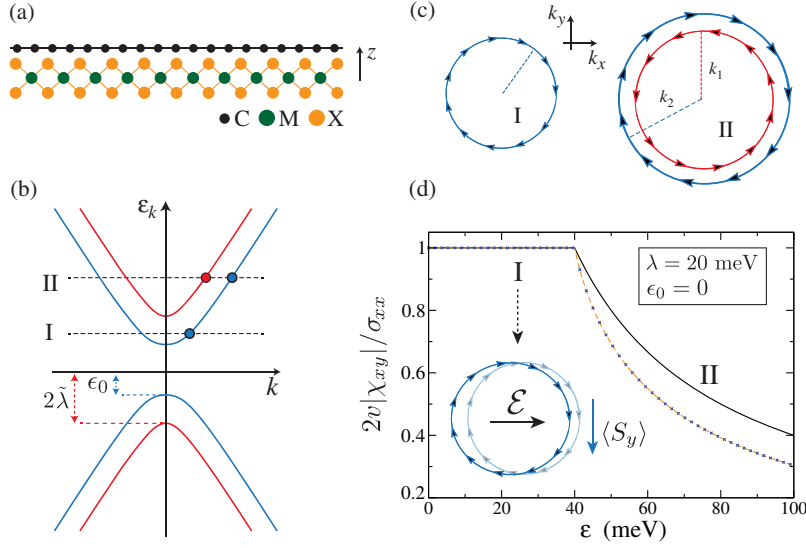 (a)
z
C M X
(b)
ε_k
II
I
ϵ_0
2λ̃
k
(c)
k_y
k_x
I
k_1
k_2
II
(d)
2v|χ_xy|/σ_xx
1
0.8
0.6
0.4
0.2
0 20 40 60 80 100
ε (meV)
λ = 20 meV
ϵ_0 = 0
I
II
ℰ
⟨S_y⟩